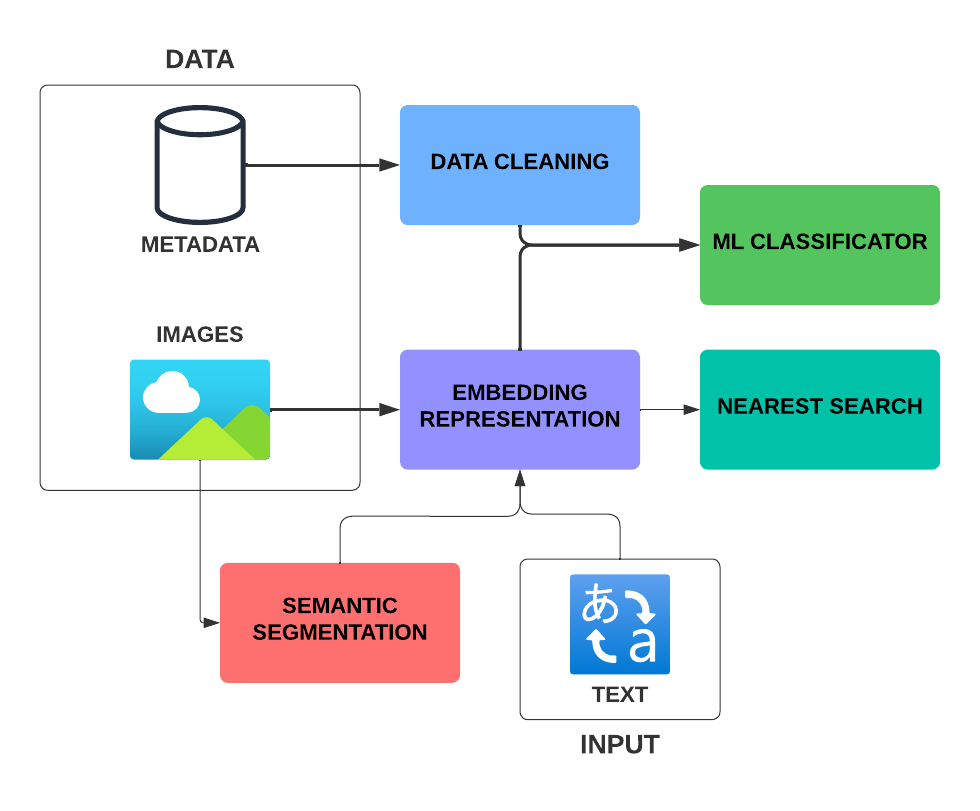 DATA
METADATA
IMAGES
DATA CLEANING
ML CLASSIFICATOR
EMBEDDING
REPRESENTATION
NEAREST SEARCH
SEMANTIC
SEGMENTATION
あ
a
TEXT
INPUT